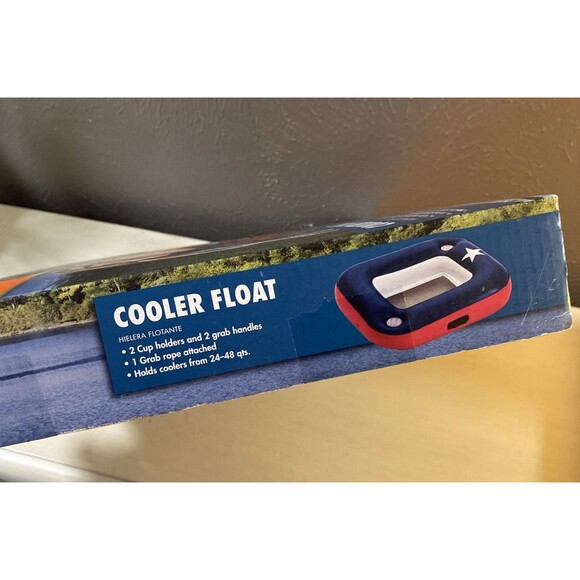 COOLER FLOAT
HIELERA FLOTANTE
• 2 Cup holders and 2 grab handles
• 1 Grab rope attached
• Holds coolers from 24–48 qts.